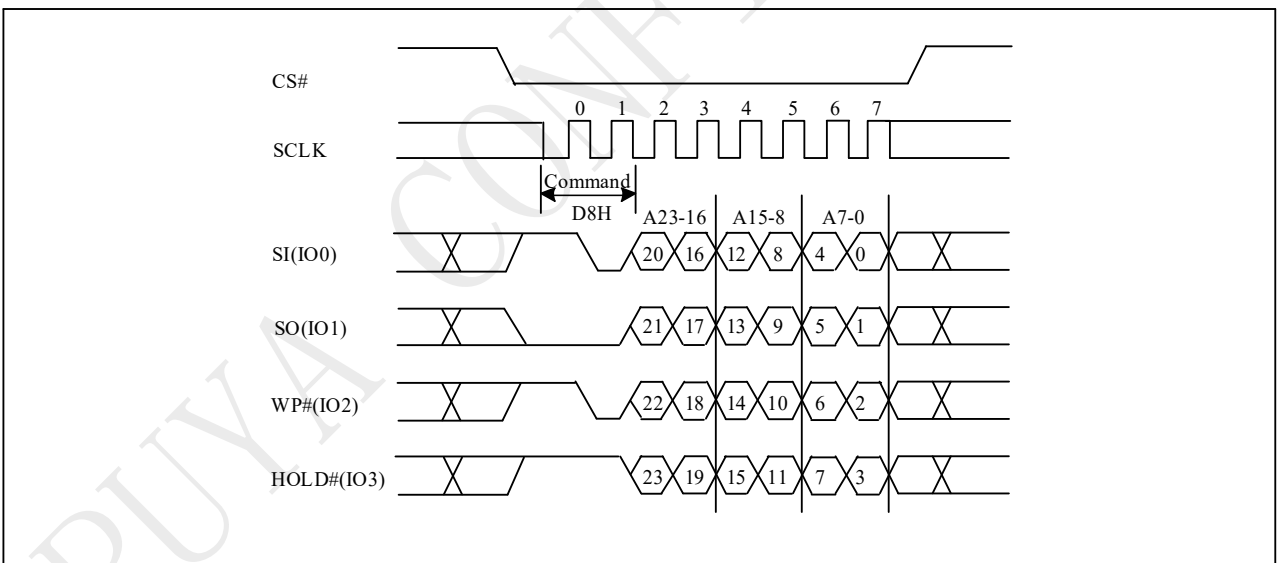 PUYA CONF
CS#
0 1 2 3 4 5 6 7
SCLK
Command
D8H A23-16 A15-8 A7-0
SI(IO0) 20 16 12 8 4 0
SO(IO1) 21 17 13 9 5 1
WP#(IO2) 22 18 14 10 6 2
HOLD#(IO3) 23 19 15 11 7 3